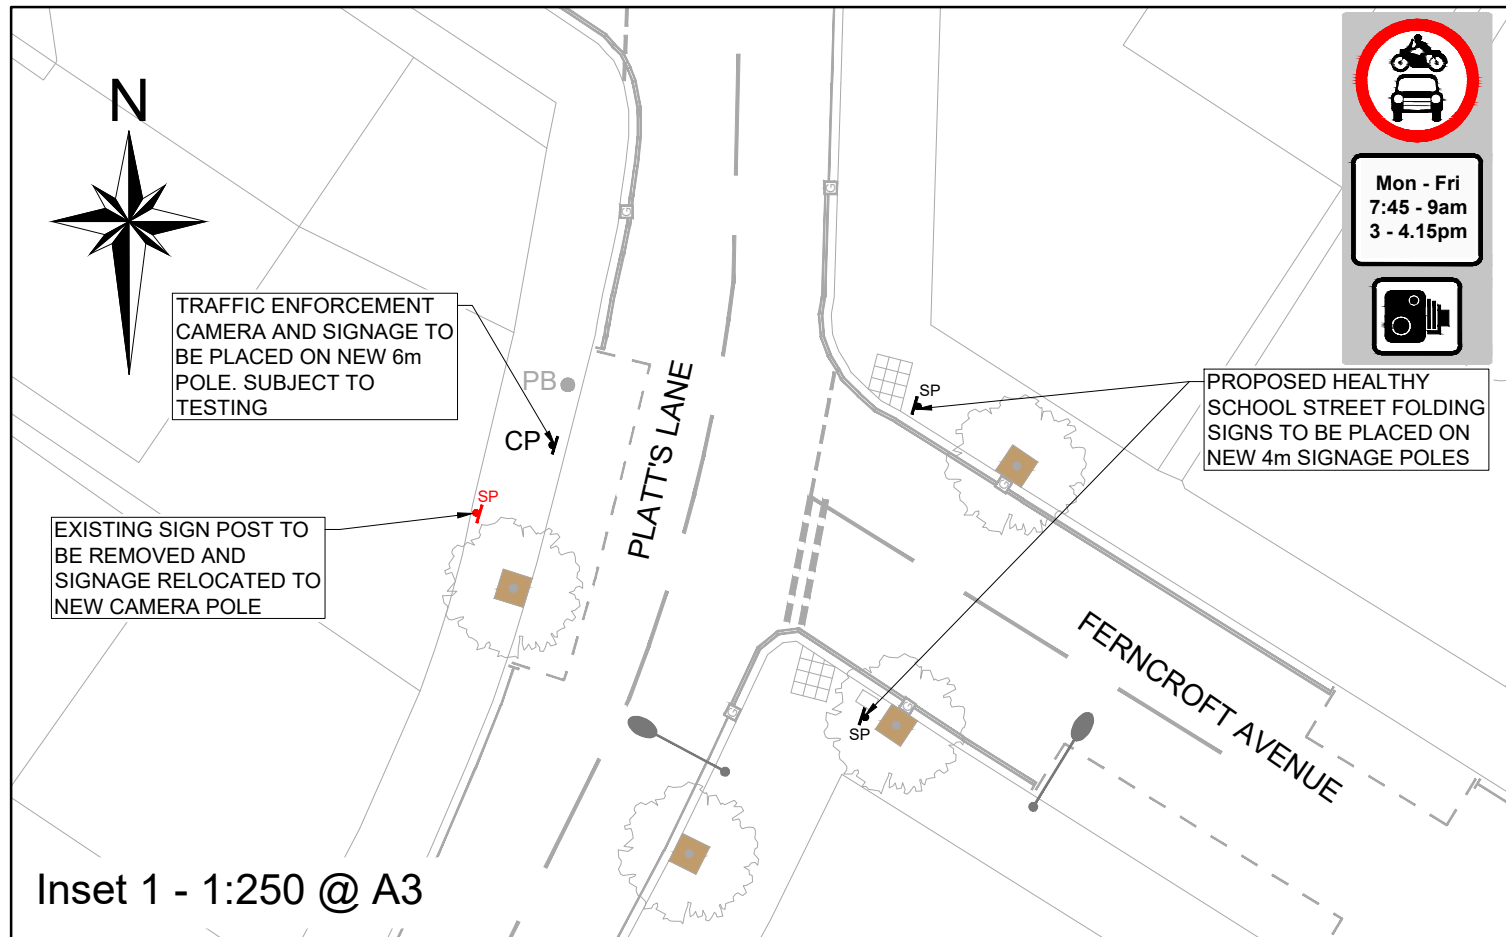 N
Mon - Fri
7:45 - 9am
3 - 4.15pm
TRAFFIC ENFORCEMENT
CAMERA AND SIGNAGE TO
BE PLACED ON NEW 6m
POLE. SUBJECT TO
TESTING
PB
CP
SP
EXISTING SIGN POST TO
BE REMOVED AND
SIGNAGE RELOCATED TO
NEW CAMERA POLE
PLATT'S LANE
SP
PROPOSED HEALTHY
SCHOOL STREET FOLDING
SIGNS TO BE PLACED ON
NEW 4m SIGNAGE POLES
FERNCROFT AVENUE
SP
G
G
G
G
G
Inset 1 - 1:250 @ A3